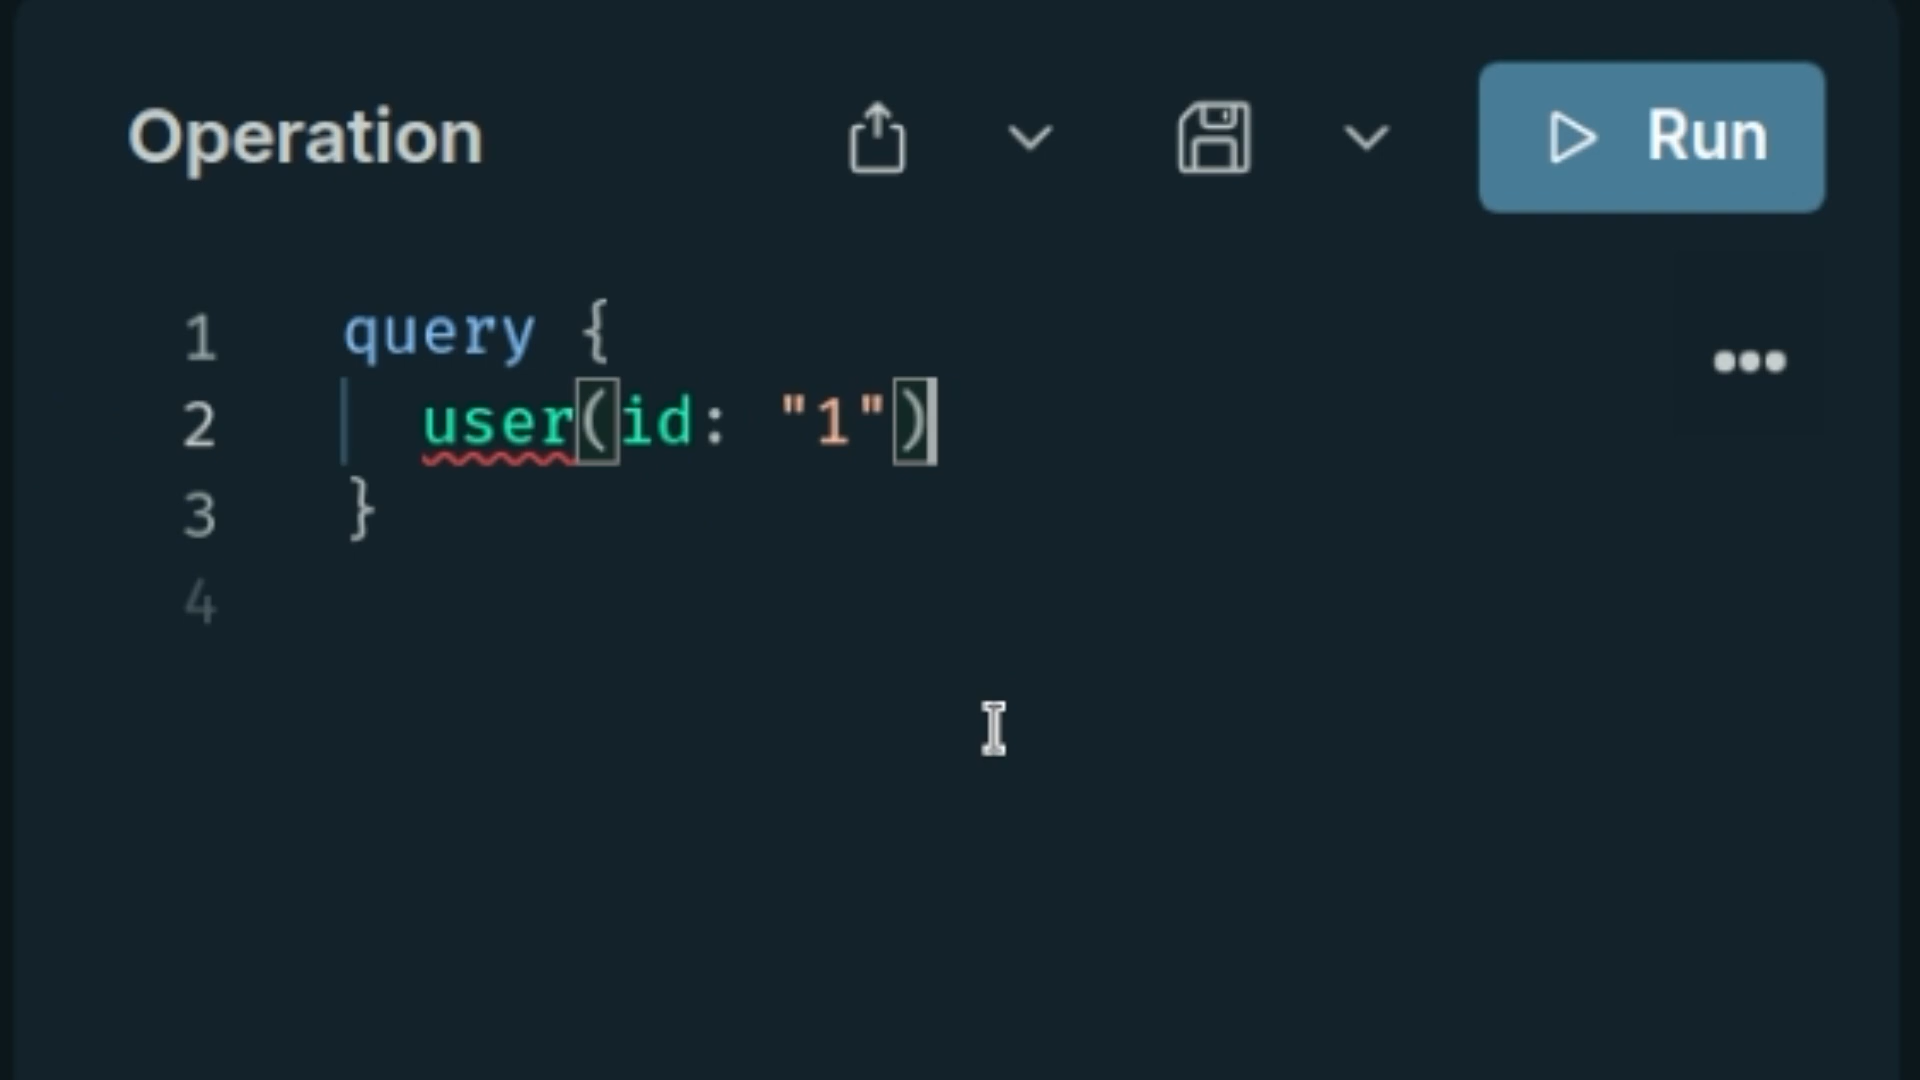 Operation
Run
1 query {
2 user(id: "1")
3 }
4